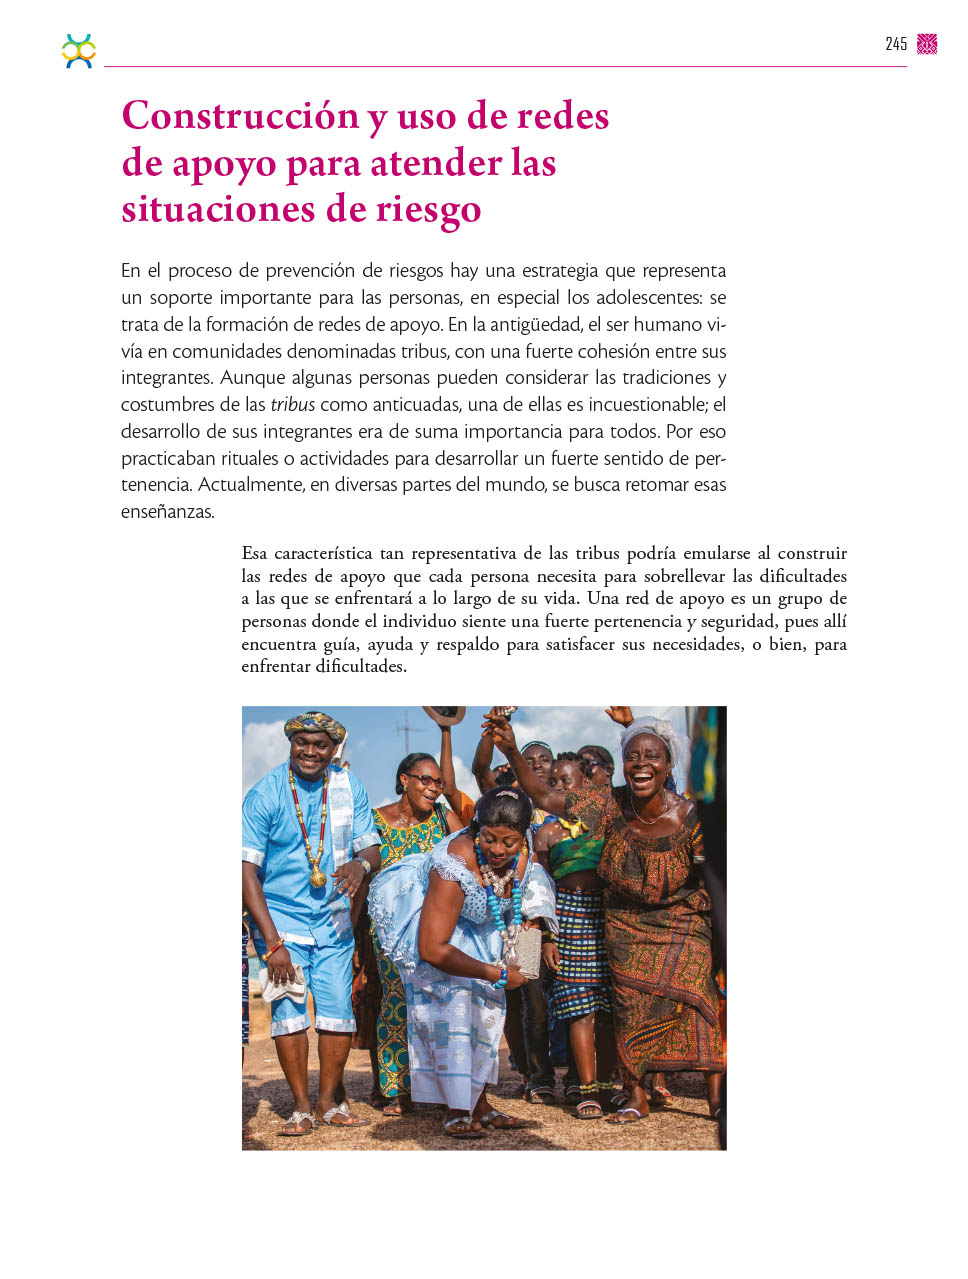 245
Construcción y uso de redes
de apoyo para atender las
situaciones de riesgo
En el proceso de prevención de riesgos hay una estrategia que representa
un soporte importante para las personas, en especial los adolescentes: se
trata de la formación de redes de apoyo. En la antigüedad, el ser humano vi-
vía en comunidades denominadas tribus, con una fuerte cohesión entre sus
integrantes. Aunque algunas personas pueden considerar las tradiciones y
costumbres de las tribus como anticuadas, una de ellas es incuestionable; el
desarrollo de sus integrantes era de suma importancia para todos. Por eso
practicaban rituales o actividades para desarrollar un fuerte sentido de per-
tenencia. Actualmente, en diversas partes del mundo, se busca retomar esas
enseñanzas.
Esa característica tan representativa de las tribus podría emularse al construir
las redes de apoyo que cada persona necesita para sobrellevar las dificultades
a las que se enfrentará a lo largo de su vida. Una red de apoyo es un grupo de
personas donde el individuo siente una fuerte pertenencia y seguridad, pues allí
encuentra guía, ayuda y respaldo para satisfacer sus necesidades, o bien, para
enfrentar dificultades.